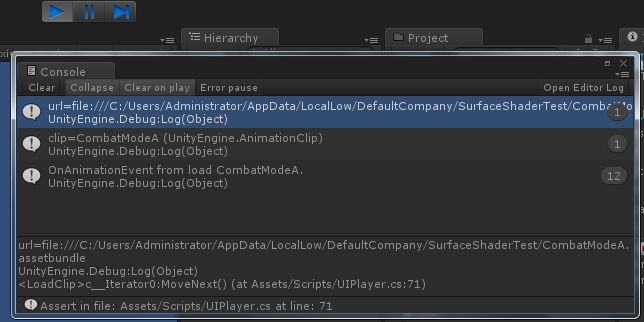 Hierarchy
Project
Console
Clear
Collapse
Clear on play
Error pause
Open Editor Log
url=file:///C:/Users/Administrator/AppData/LocalLow/DefaultCompany/SurfaceShaderTest/CombatMo
UnityEngine.Debug:Log(Object)
1
clip=CombatModeA (UnityEngine.AnimationClip)
UnityEngine.Debug:Log(Object)
1
OnAnimationEvent from load CombatModeA.
UnityEngine.Debug:Log(Object)
12
url=file:///C:/Users/Administrator/AppData/LocalLow/DefaultCompany/SurfaceShaderTest/CombatModeA.
assetbundle
UnityEngine.Debug:Log(Object)
<LoadClip>c__Iterator0:MoveNext() (at Assets/Scripts/UIPlayer.cs:71)
Assert in file: Assets/Scripts/UIPlayer.cs at line: 71